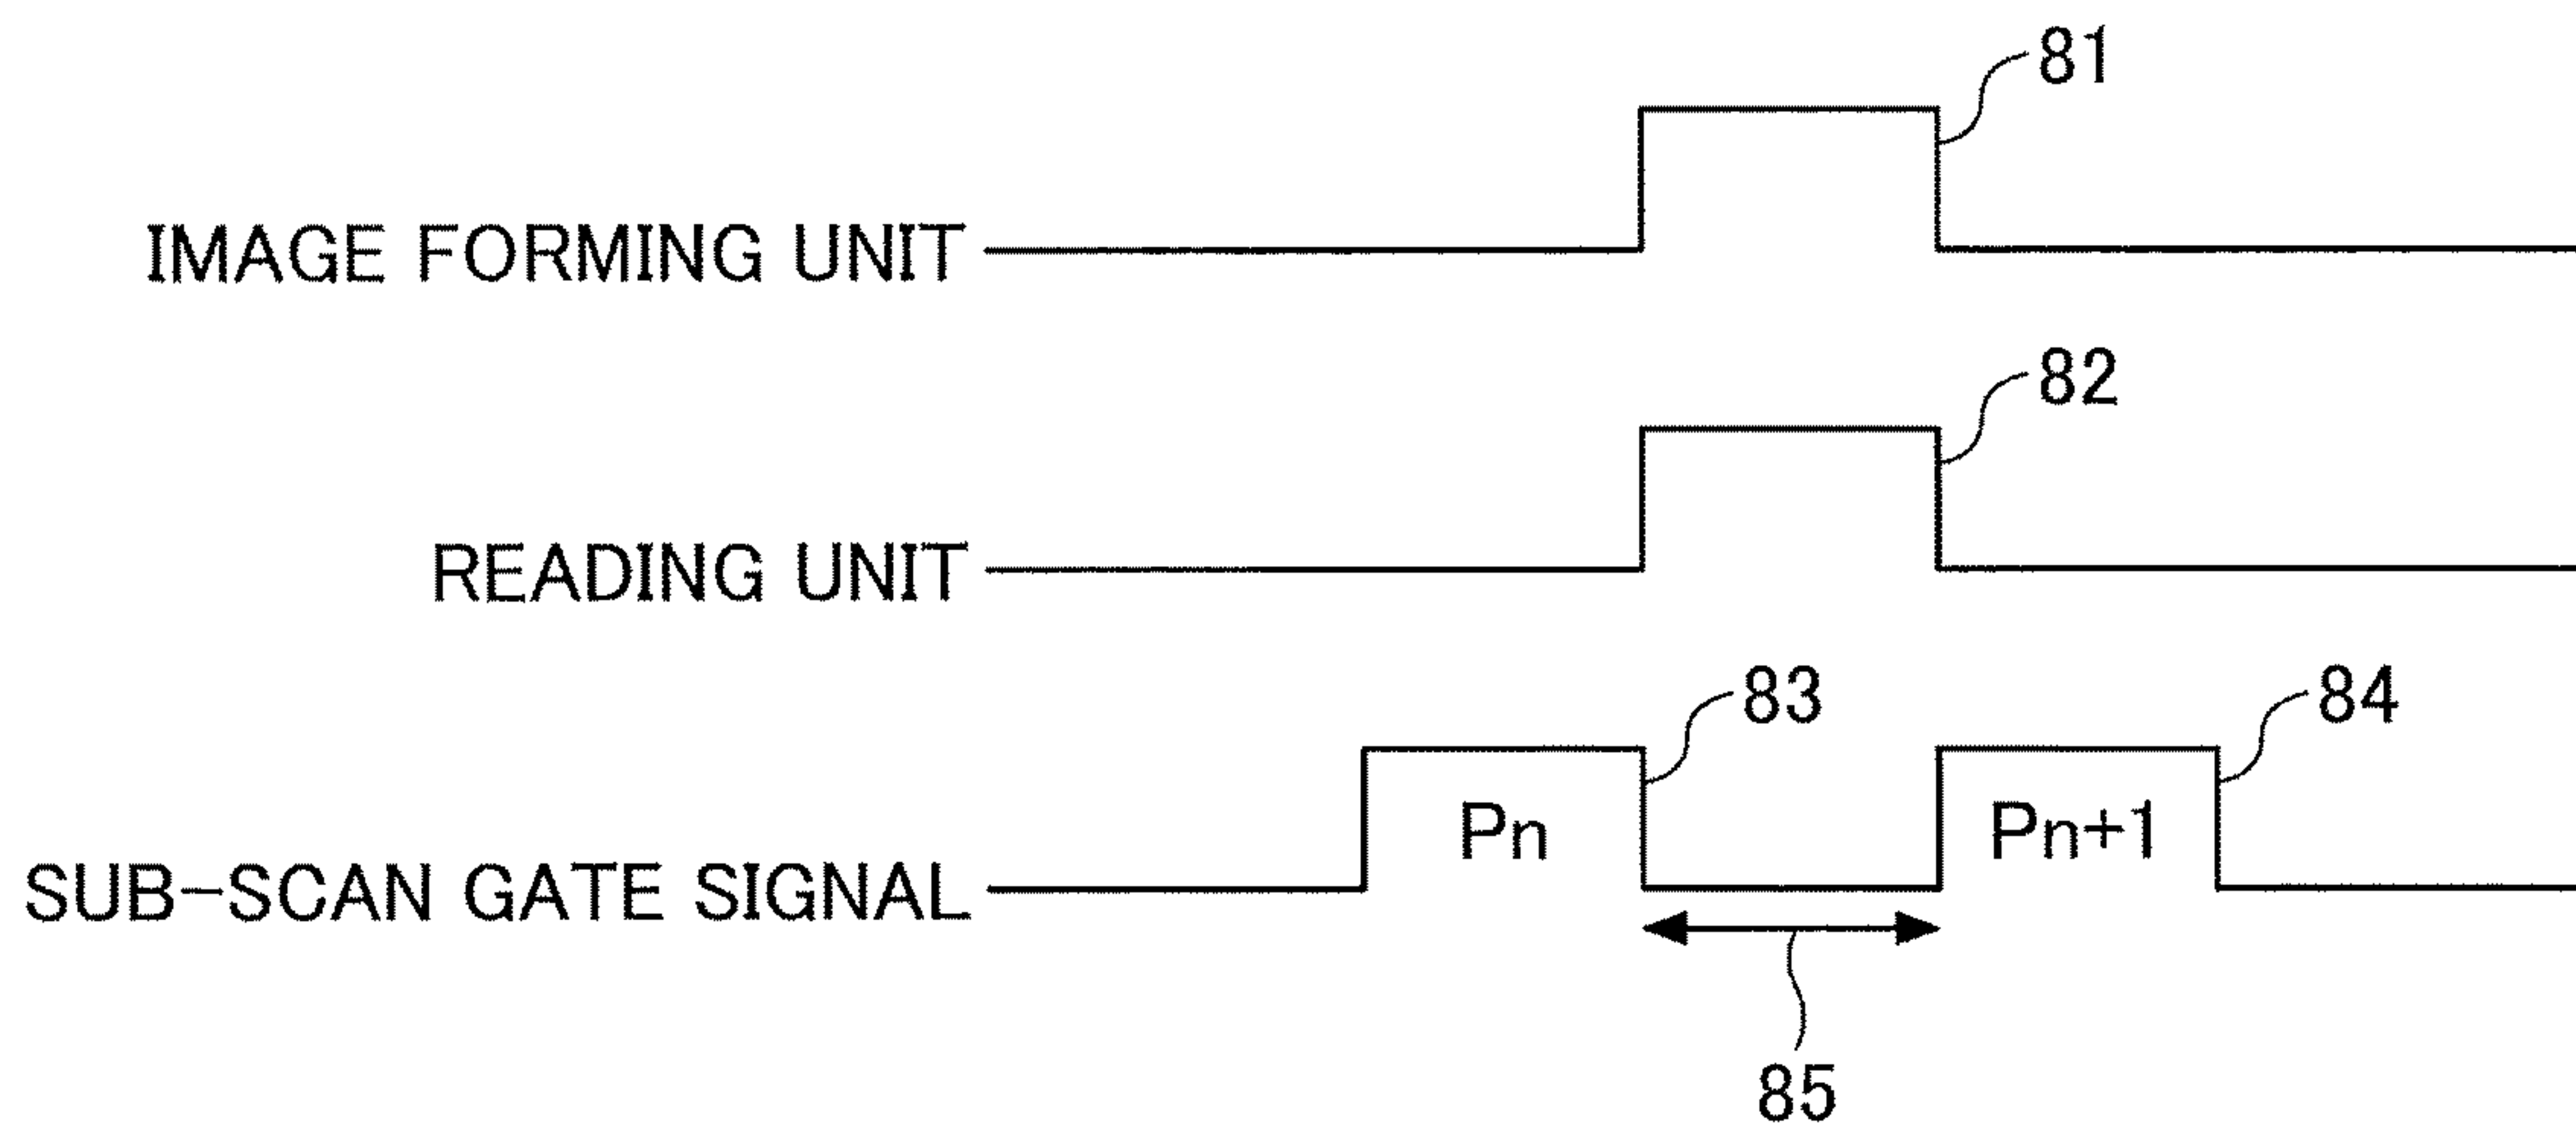 81
IMAGE FORMING UNIT
82
READING UNIT
83
84
Pn
Pn+1
SUB-SCAN GATE SIGNAL
85